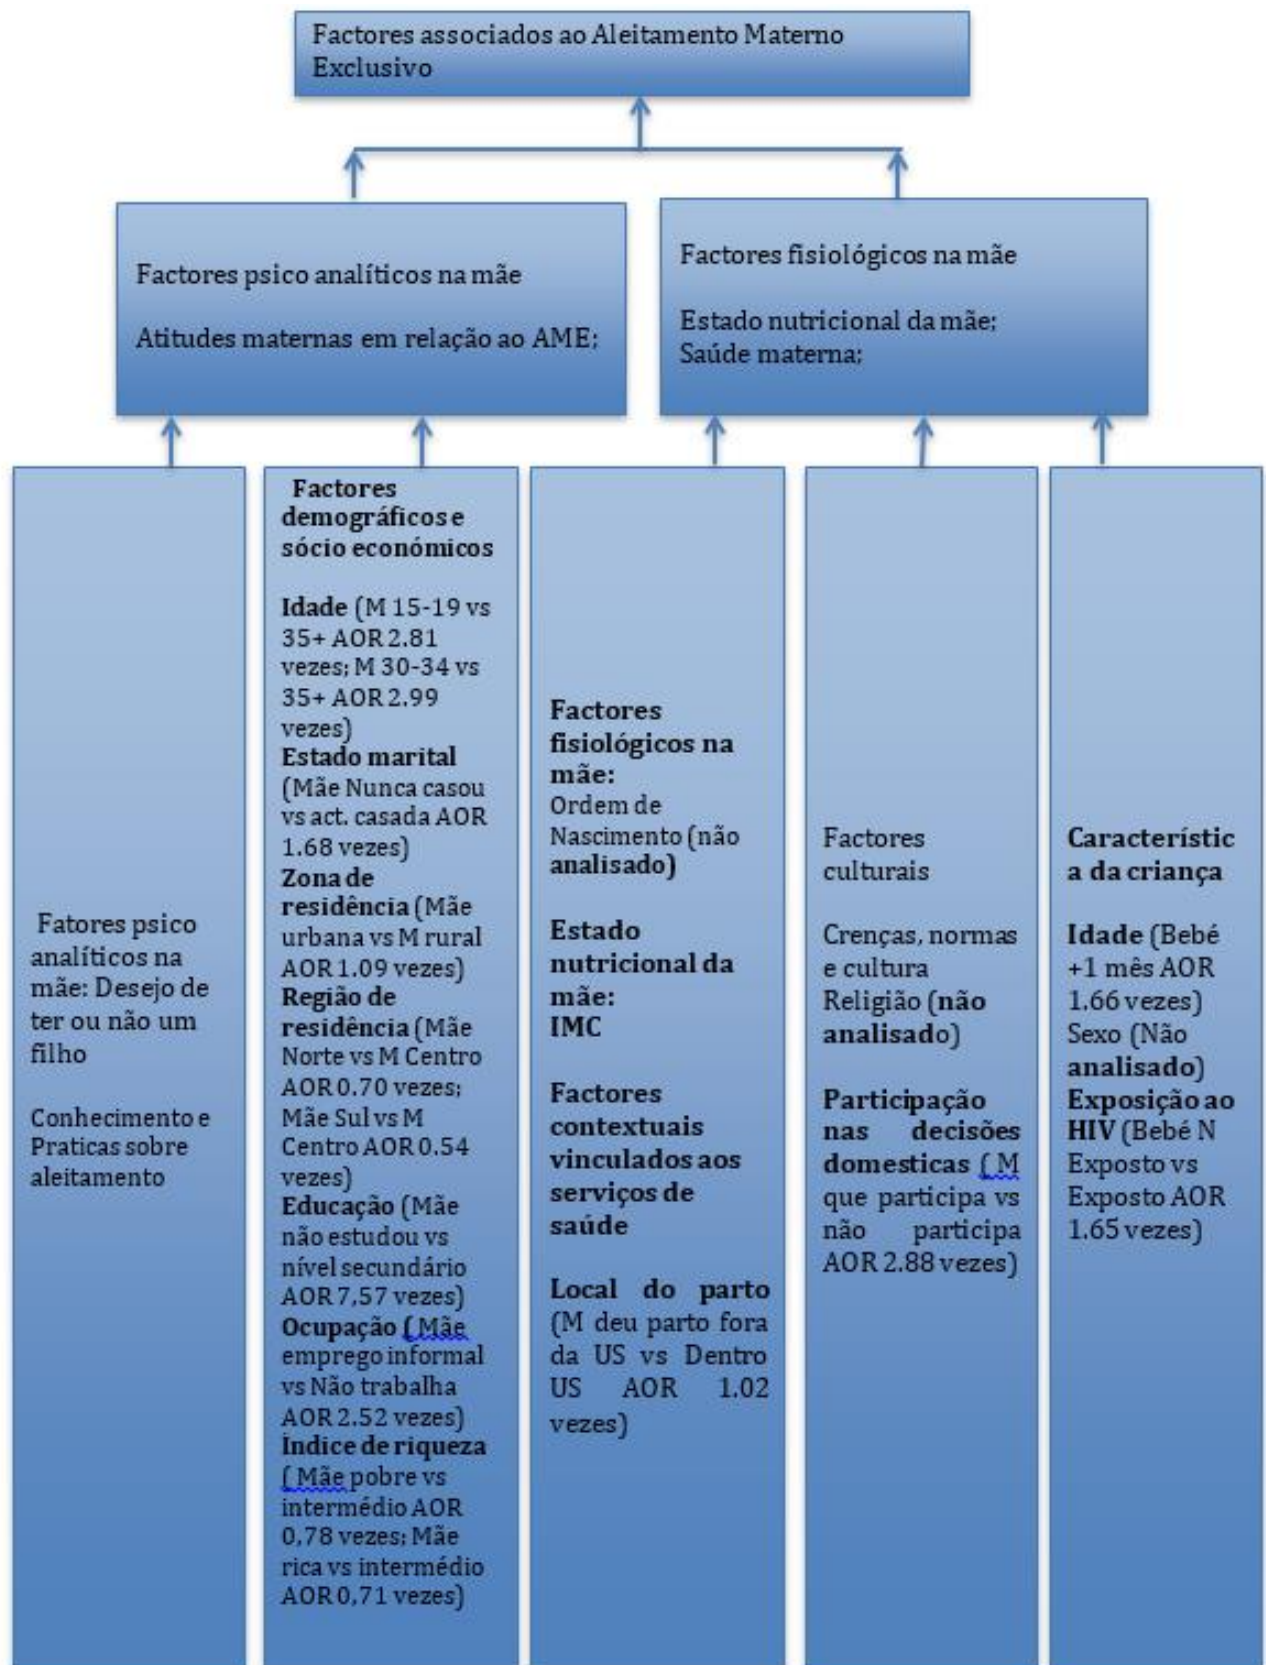 Factores associados ao Aleitamento Materno
Exclusivo
Factores psico analíticos na mãe
Atitudes maternas em relação ao AME;
Factores fisiológicos na mãe
Estado nutricional da mãe;
Saúde materna;
Fatores psico
analíticos na
mãe: Desejo de
ter ou não um
filho
Conhecimento e
Praticas sobre
aleitamento
Factores
demográficos e
sócio económicos
Idade (M 15-19 vs
35+ AOR 2.81
vezes; M 30-34 vs
35+ AOR 2.99
vezes)
Estado marital
(Mãe Nunca casou
vs act. casada AOR
1.68 vezes)
Zona de
residência (Mãe
urbana vs M rural
AOR 1.09 vezes)
Região de
residência (Mãe
Norte vs M Centro
AOR 0.70 vezes;
Mãe Sul vs M
Centro AOR 0.54
vezes)
Educação (Mãe
não estudou vs
nível secundário
AOR 7,57 vezes)
Ocupação ( Mãe
emprego informal
vs Não trabalha
AOR 2.52 vezes)
Índice de riqueza
( Mãe pobre vs
intermédio AOR
0,78 vezes; Mãe
rica vs intermédio
AOR 0,71 vezes)
Factores
fisiológicos na
mãe:
Ordem de
Nascimento (não
analisado)
Estado
nutricional da
mãe:
IMC
Factores
contextuais
vinculados aos
serviços de
saúde
Local do parto
(M deu parto fora
da US vs Dentro
US AOR 1.02
vezes)
Factores
culturais
Crenças, normas
e cultura
Religião (não
analisado)
Participação
nas decisões
domesticas ( M
que participa vs
não participa
AOR 2.88 vezes)
Característic
a da criança
Idade (Bebé
+1 mês AOR
1.66 vezes)
Sexo (Não
analisado)
Exposição ao
HIV (Bebé N
Exposto vs
Exposto AOR
1.65 vezes)